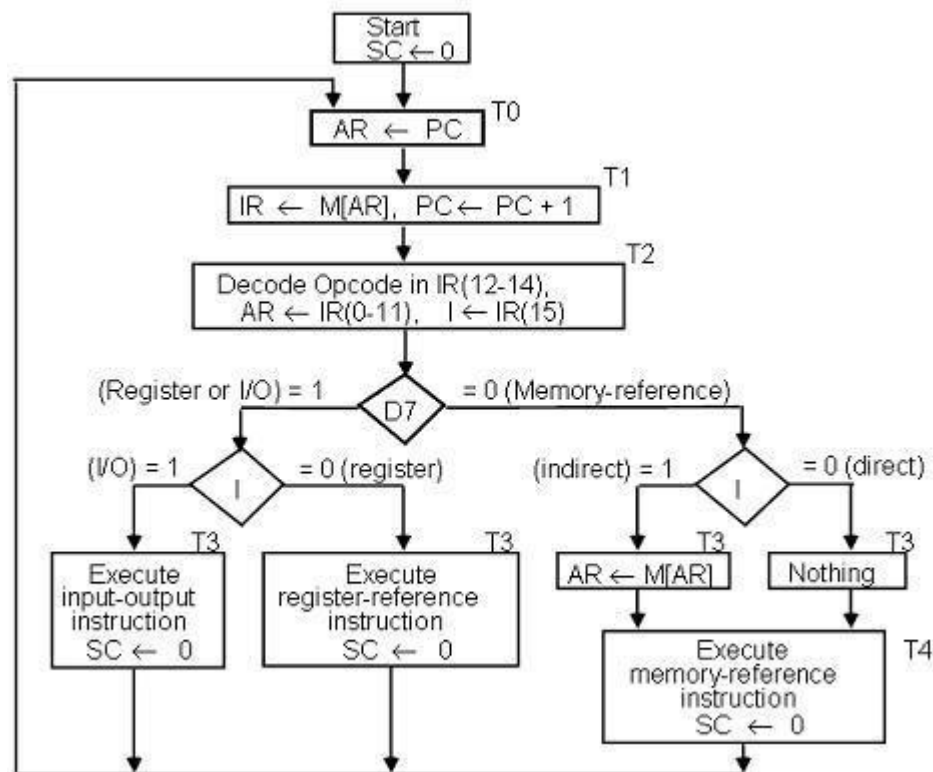 Start
SC ← 0
T0
AR ← PC
T1
IR ← M[AR], PC ← PC + 1
T2
Decode Opcode in IR(12-14),
AR ← IR(0-11), I ← IR(15)
(Register or I/O) = 1
= 0 (Memory-reference)
D7
(I/O) = 1
= 0 (register)
I
(indirect) = 1
= 0 (direct)
I
T3
Execute
input-output
instruction
SC ← 0
T3
Execute
register-reference
instruction
SC ← 0
T3
AR ← M[AR]
T3
Nothing
T4
Execute
memory-reference
instruction
SC ← 0